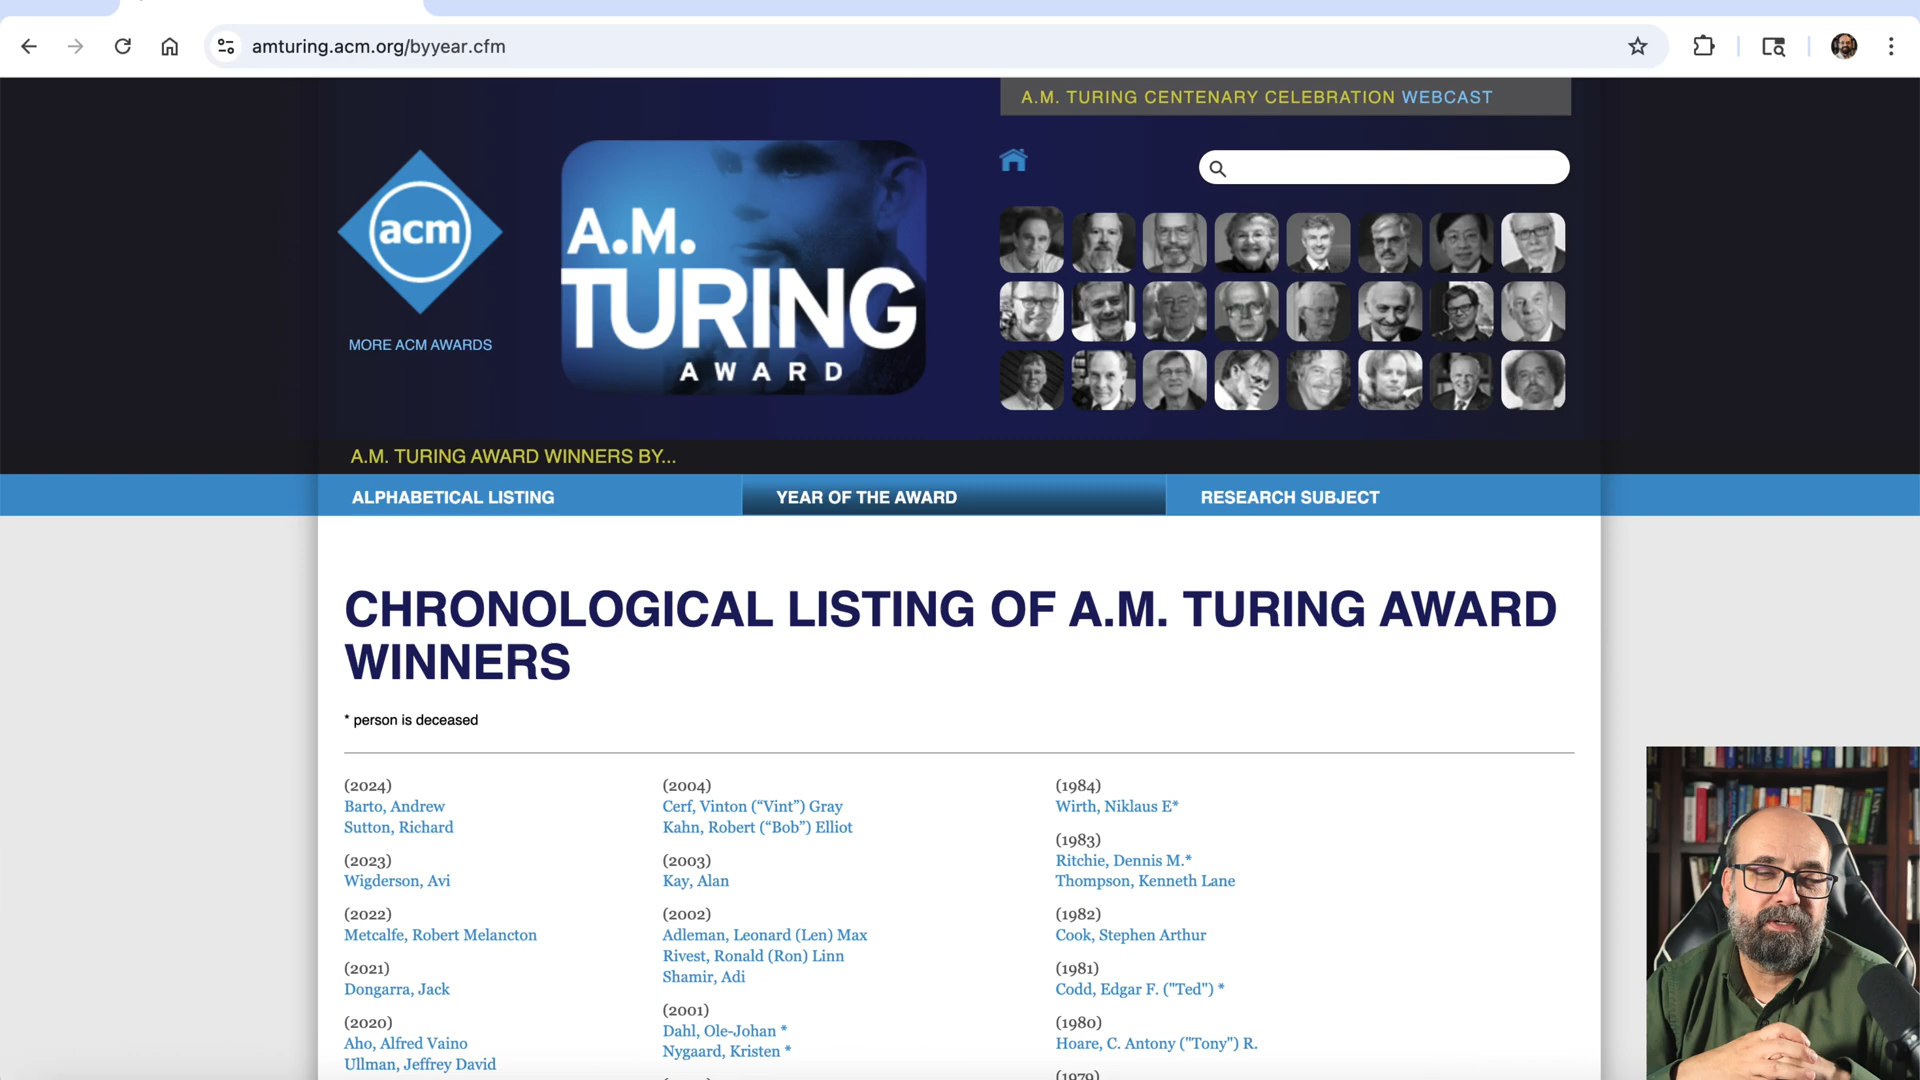 amturing.acm.org/byyear.cfm
A.M. TURING CENTENARY CELEBRATION WEBCAST
acm
MORE ACM AWARDS
A.M.
TURING
AWARD
A.M. TURING AWARD WINNERS BY...
ALPHABETICAL LISTING
YEAR OF THE AWARD
RESEARCH SUBJECT
CHRONOLOGICAL LISTING OF A.M. TURING AWARD
WINNERS
* person is deceased
(2024)
Barto, Andrew
Sutton, Richard
(2023)
Wigderson, Avi
(2022)
Metcalfe, Robert Melancton
(2021)
Dongarra, Jack
(2020)
Aho, Alfred Vaino
Ullman, Jeffrey David
(2004)
Cerf, Vinton (“Vint”) Gray
Kahn, Robert (“Bob”) Elliot
(2003)
Kay, Alan
(2002)
Adleman, Leonard (Len) Max
Rivest, Ronald (Ron) Linn
Shamir, Adi
(2001)
Dahl, Ole-Johan *
Nygaard, Kristen *
(1984)
Wirth, Niklaus E*
(1983)
Ritchie, Dennis M.*
Thompson, Kenneth Lane
(1982)
Cook, Stephen Arthur
(1981)
Codd, Edgar F. ("Ted") *
(1980)
Hoare, C. Antony ("Tony") R.
(1979)